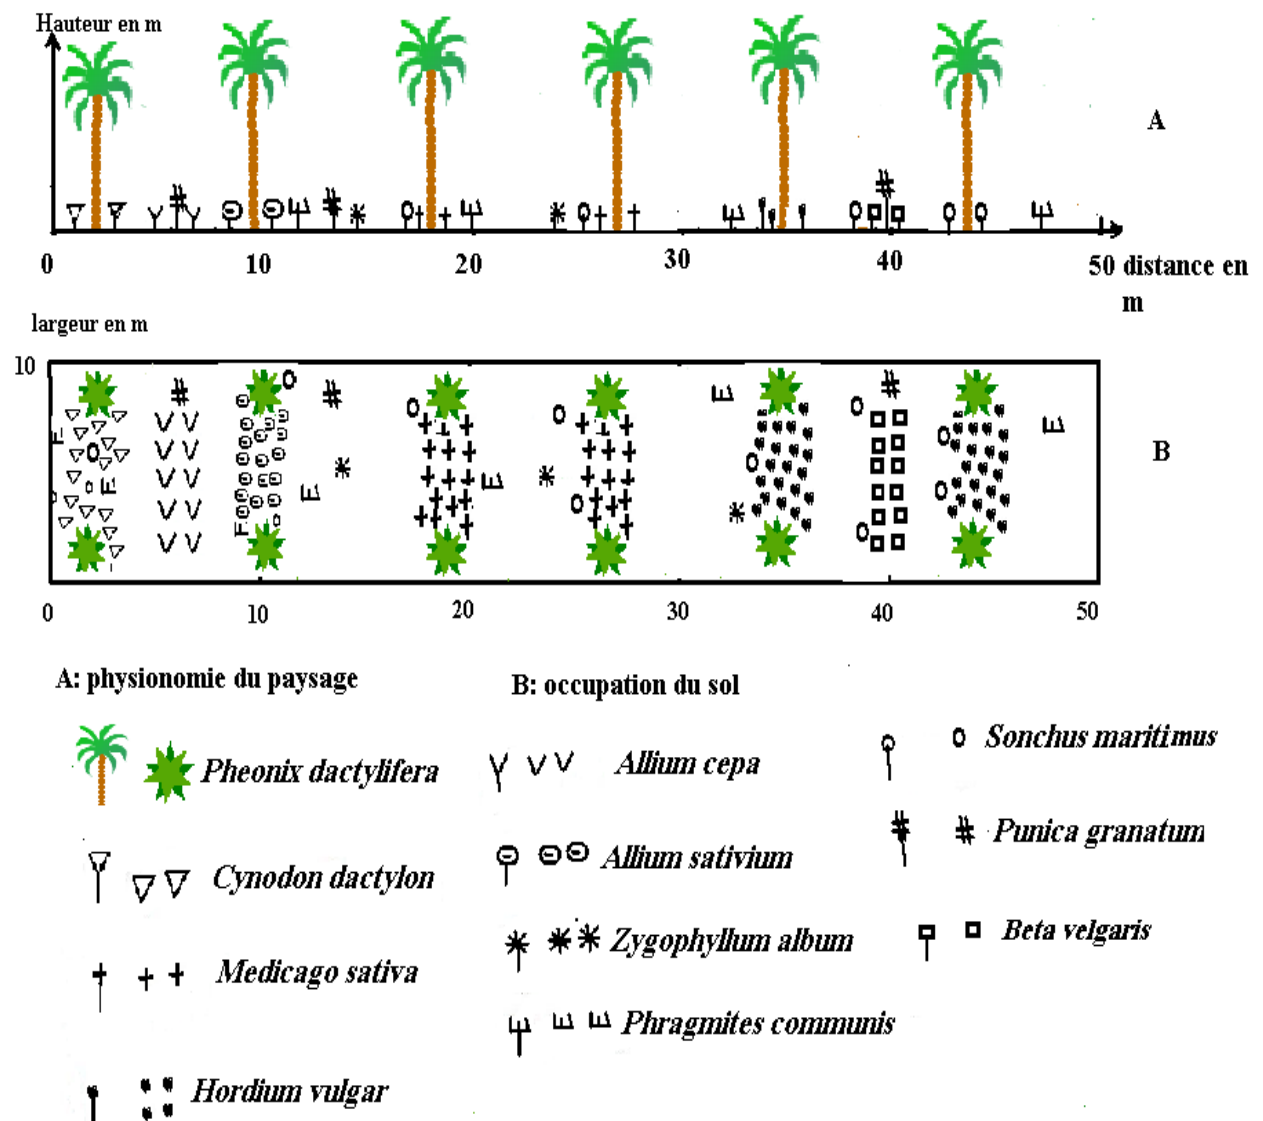 Hauteur en m
A
0 10 20 30 40 50 distance en
m
largeur en m
10
B
0 10 20 30 40 50
A: physionomie du paysage
B: occupation du sol
Pheonix dactylifera
Allium cepa
Sonchus maritimus
Cynodon dactylon
Allium sativium
Punica granatum
Medicago sativa
Zygophyllum album
Beta velgaris
Hordium vulgar
Phragmites communis